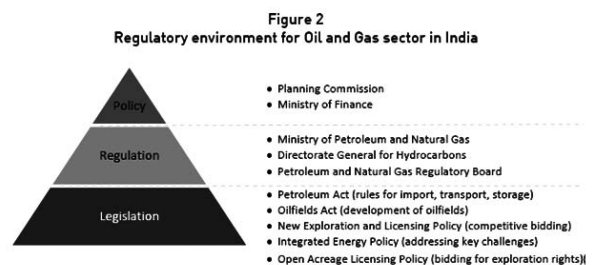 Figure 2
Regulatory environment for Oil and Gas sector in India
Policy
• Planning Commission
• Ministry of Finance
Regulation
• Ministry of Petroleum and Natural Gas
• Directorate General for Hydrocarbons
• Petroleum and Natural Gas Regulatory Board
Legislation
• Petroleum Act (rules for import, transport, storage)
• Oilfields Act (development of oilfields)
• New Exploration and Licensing Policy (competitive bidding)
• Integrated Energy Policy (addressing key challenges)
• Open Acreage Licensing Policy (bidding for exploration rights)(